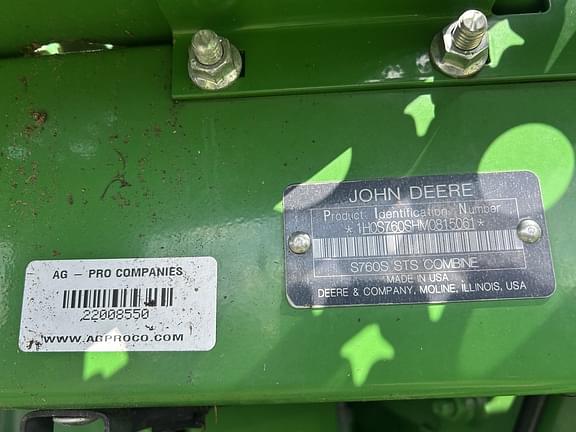 JOHN DEERE
Product Identification Number
*1H0S760SHM0815061*
S760S STS COMBINE
MADE IN USA
DEERE & COMPANY, MOLINE, ILLINOIS, USA
AG - PRO COMPANIES
22008550
WWW.AGPROCO.COM